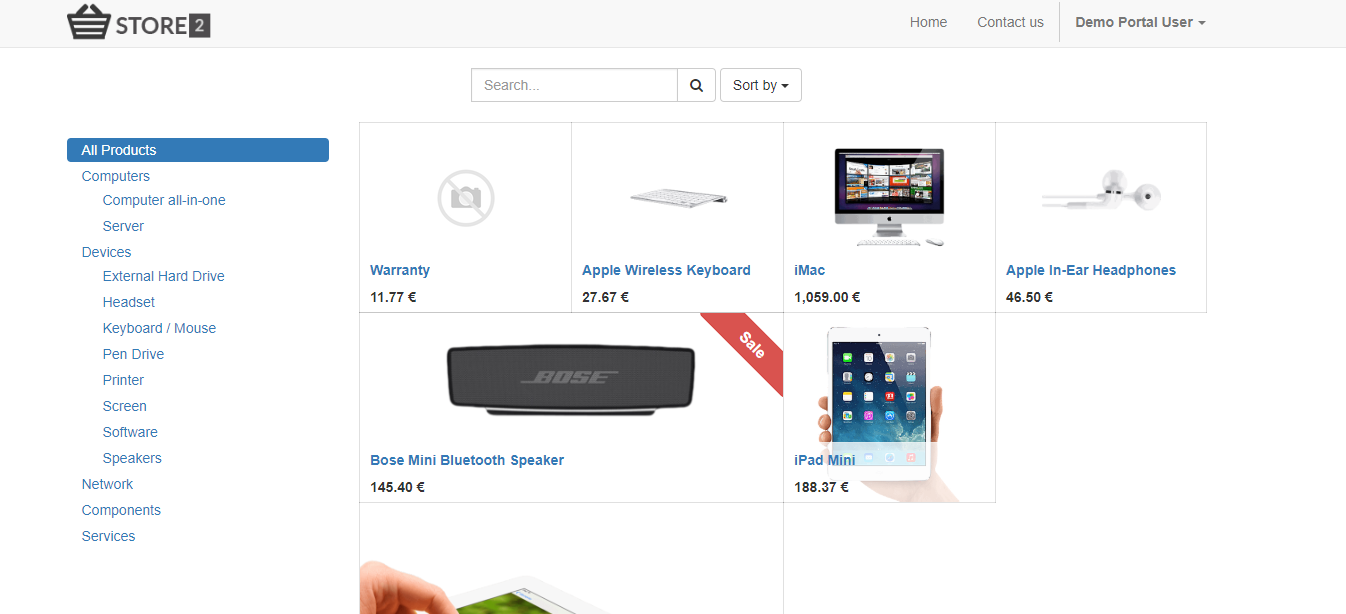 STORE 2
Home
Contact us
Demo Portal User
Search...
Sort by
All Products
Computers
Computer all-in-one
Server
Devices
External Hard Drive
Headset
Keyboard / Mouse
Pen Drive
Printer
Screen
Software
Speakers
Network
Components
Services
Warranty
11.77 €
Apple Wireless Keyboard
27.67 €
iMac
1,059.00 €
Apple In-Ear Headphones
46.50 €
Sale
BOSE
Bose Mini Bluetooth Speaker
145.40 €
iPad Mini
188.37 €